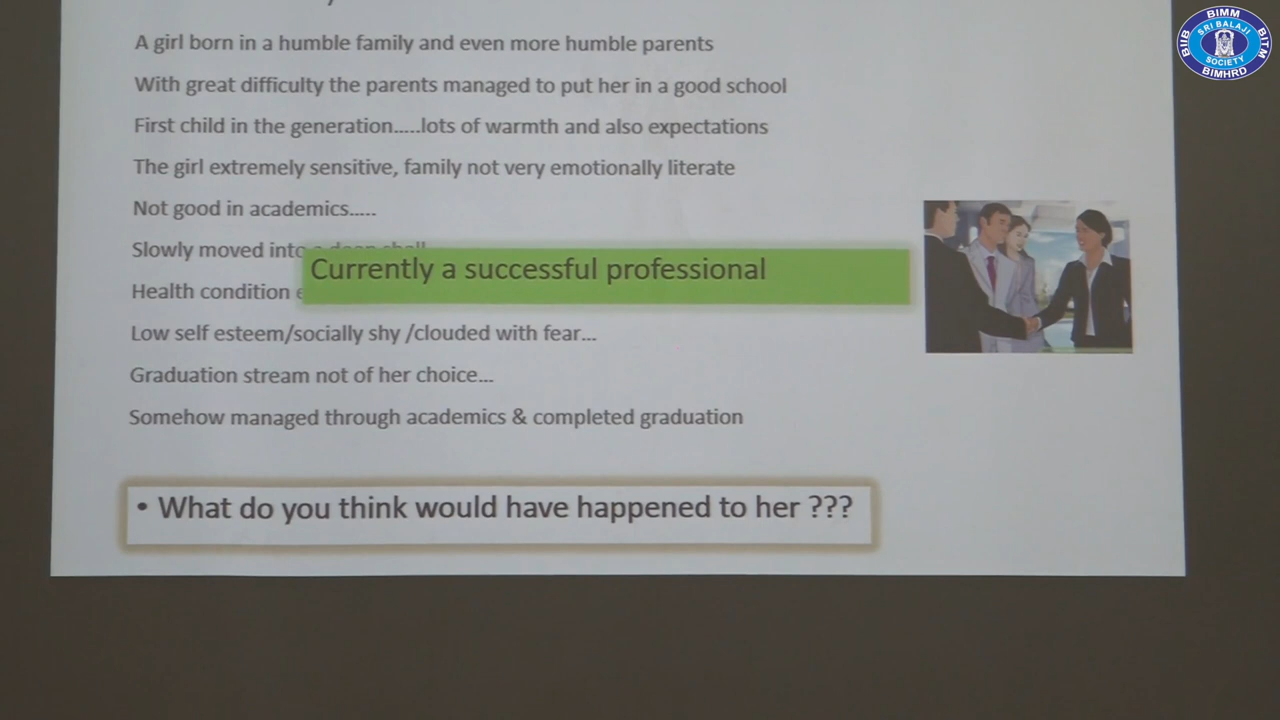 A girl born in a humble family and even more humble parents
With great difficulty the parents managed to put her in a good school
First child in the generation.....lots of warmth and also expectations
The girl extremely sensitive, family not very emotionally literate
Not good in academics.....
Slowly moved into
Currently a successful professional
Health condition
Low self esteem/socially shy /clouded with fear...
Graduation stream not of her choice...
Somehow managed through academics & completed graduation
• What do you think would have happened to her ???
BIMM
BIIB
SRI BALAJI
BITM
SOCIETY
BIMHRD